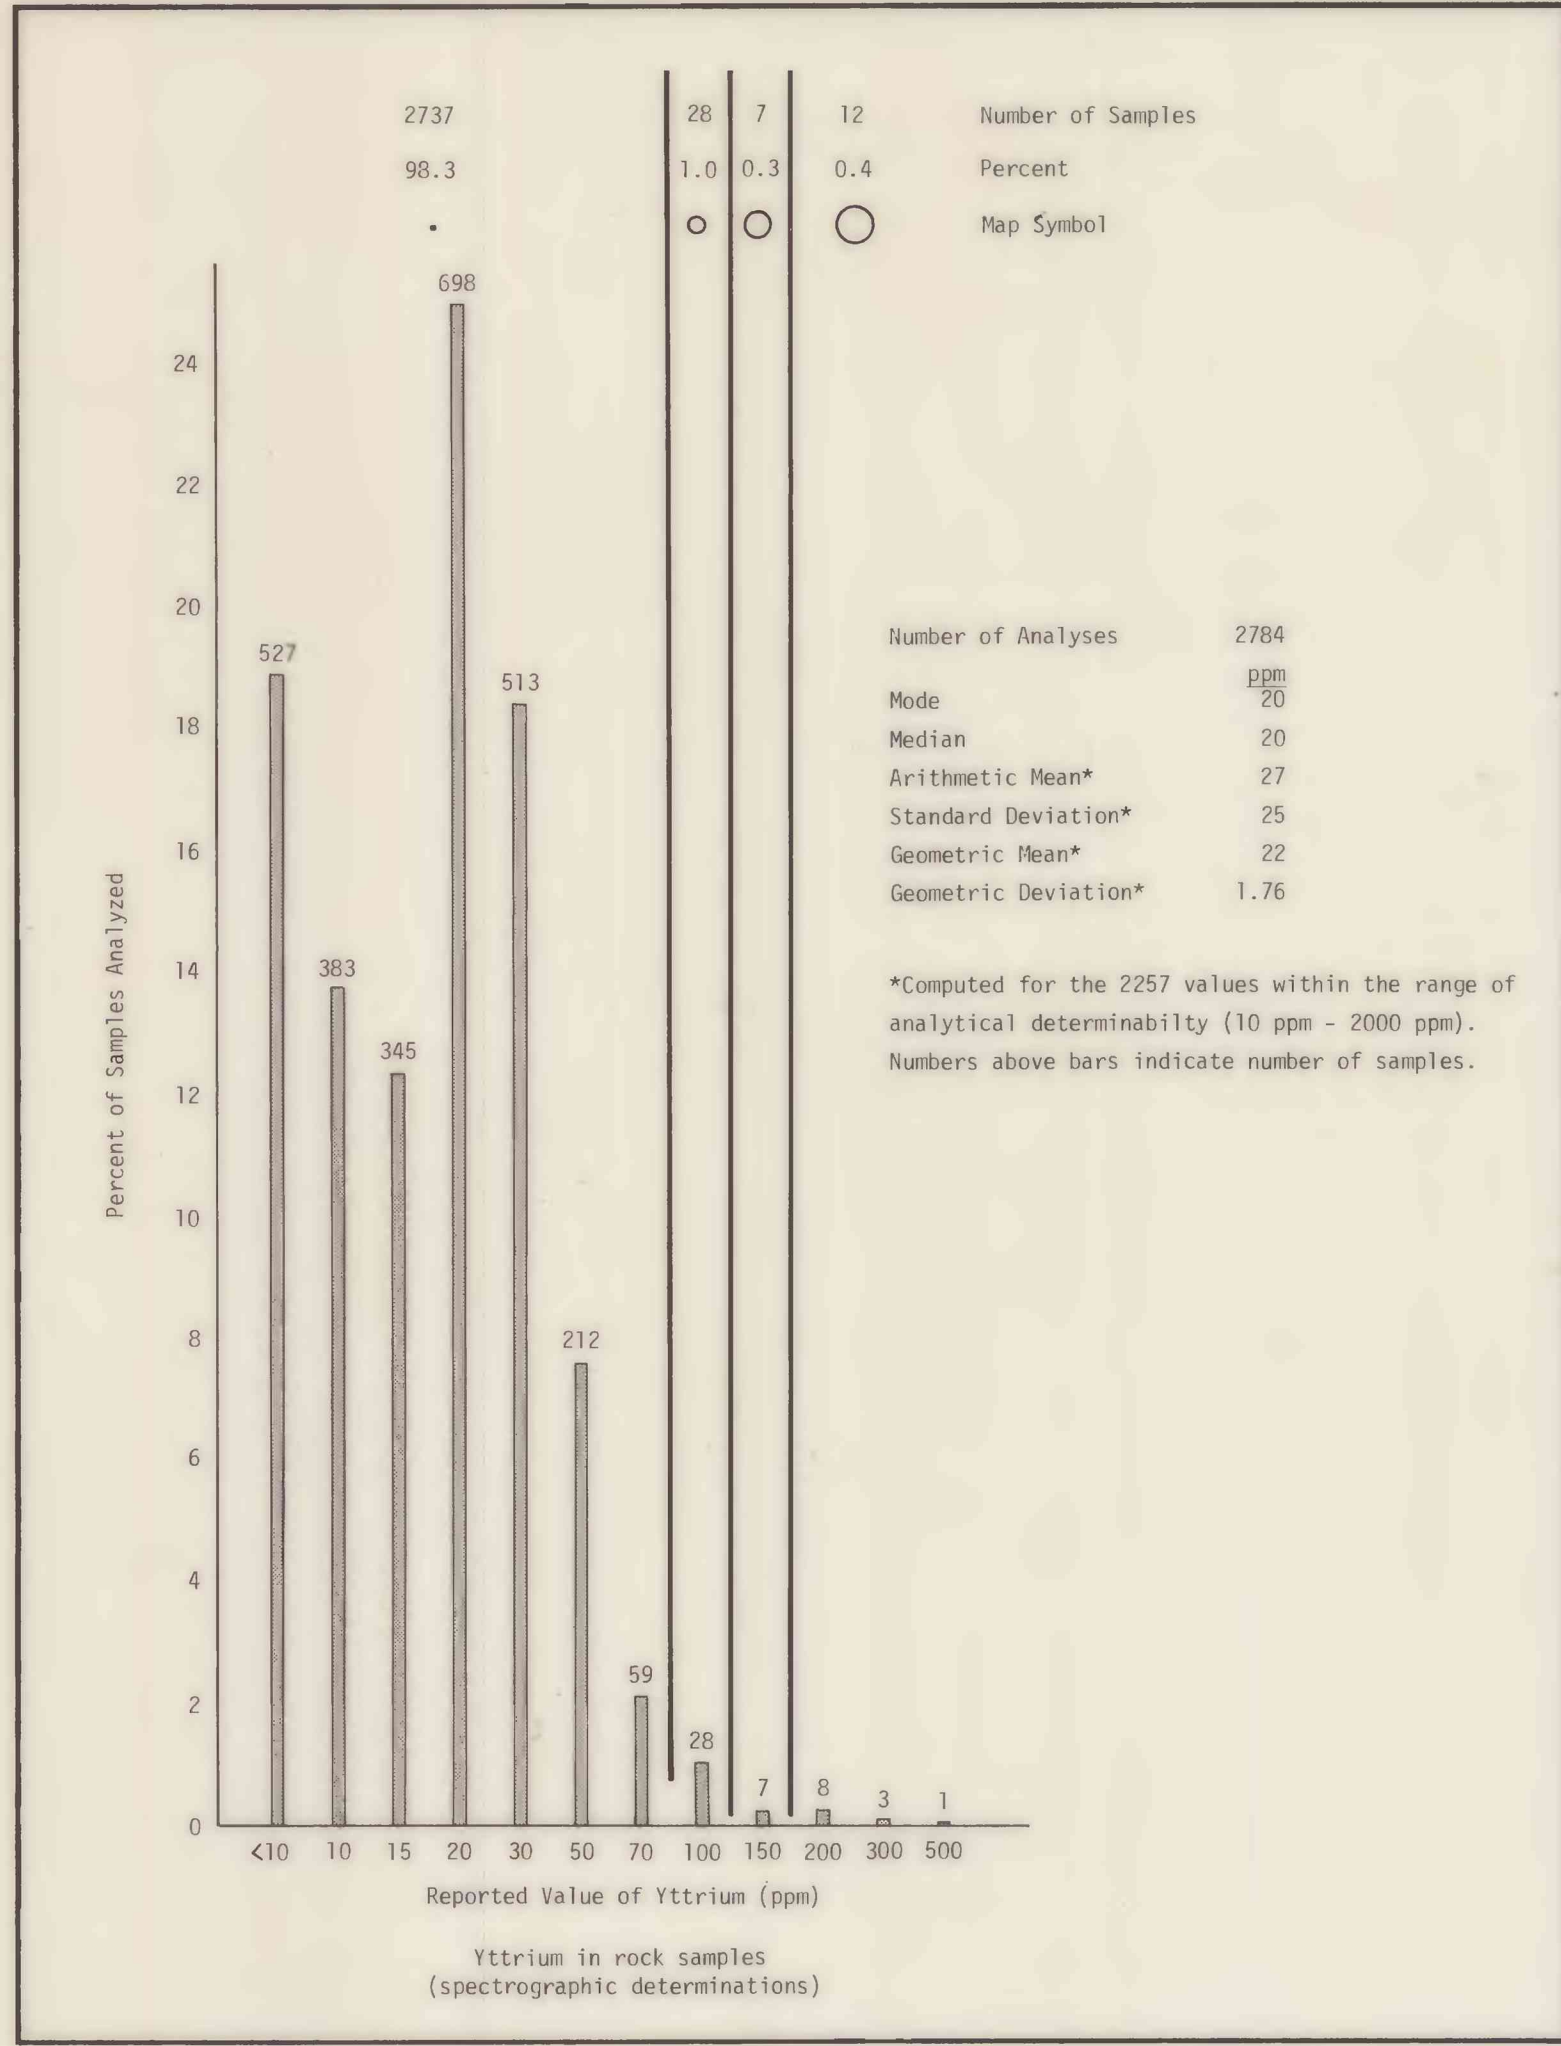 2737 28 7 12 Number of Samples
98.3 1.0 0.3 0.4 Percent
Map Symbol
698
24
22
20
527
513
18
16
14
383
345
12
10
8
212
6
4
59
2
28
7 8 3 1
0
<10 10 15 20 30 50 70 100 150 200 300 500
Percent of Samples Analyzed
Reported Value of Yttrium (ppm)
Yttrium in rock samples
(spectrographic determinations)
Number of Analyses 2784
ppm
Mode 20
Median 20
Arithmetic Mean* 27
Standard Deviation* 25
Geometric Mean* 22
Geometric Deviation* 1.76
*Computed for the 2257 values within the range of
analytical determinabilty (10 ppm - 2000 ppm).
Numbers above bars indicate number of samples.